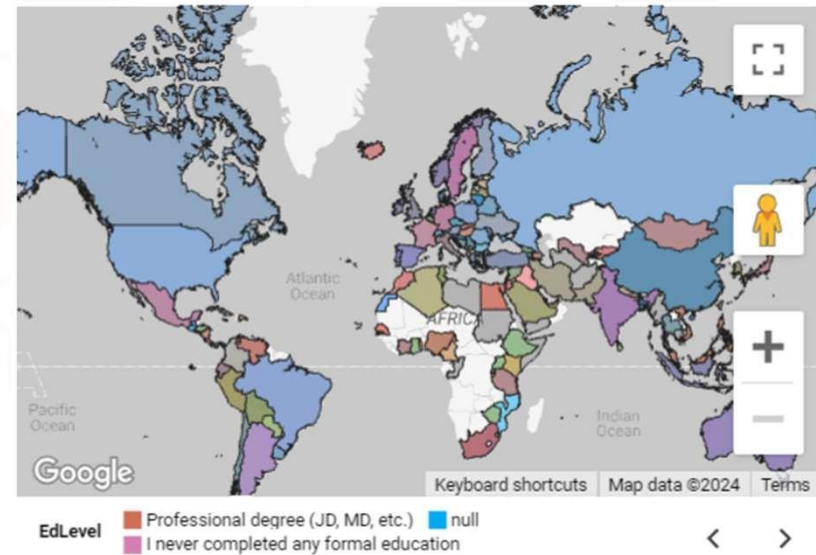 Atlantic
Ocean
AFRICA
Pacific
Ocean
Indian
Ocean
Google
Keyboard shortcuts
Map data ©2024
Terms
EdLevel
Professional degree (JD, MD, etc.)
null
I never completed any formal education